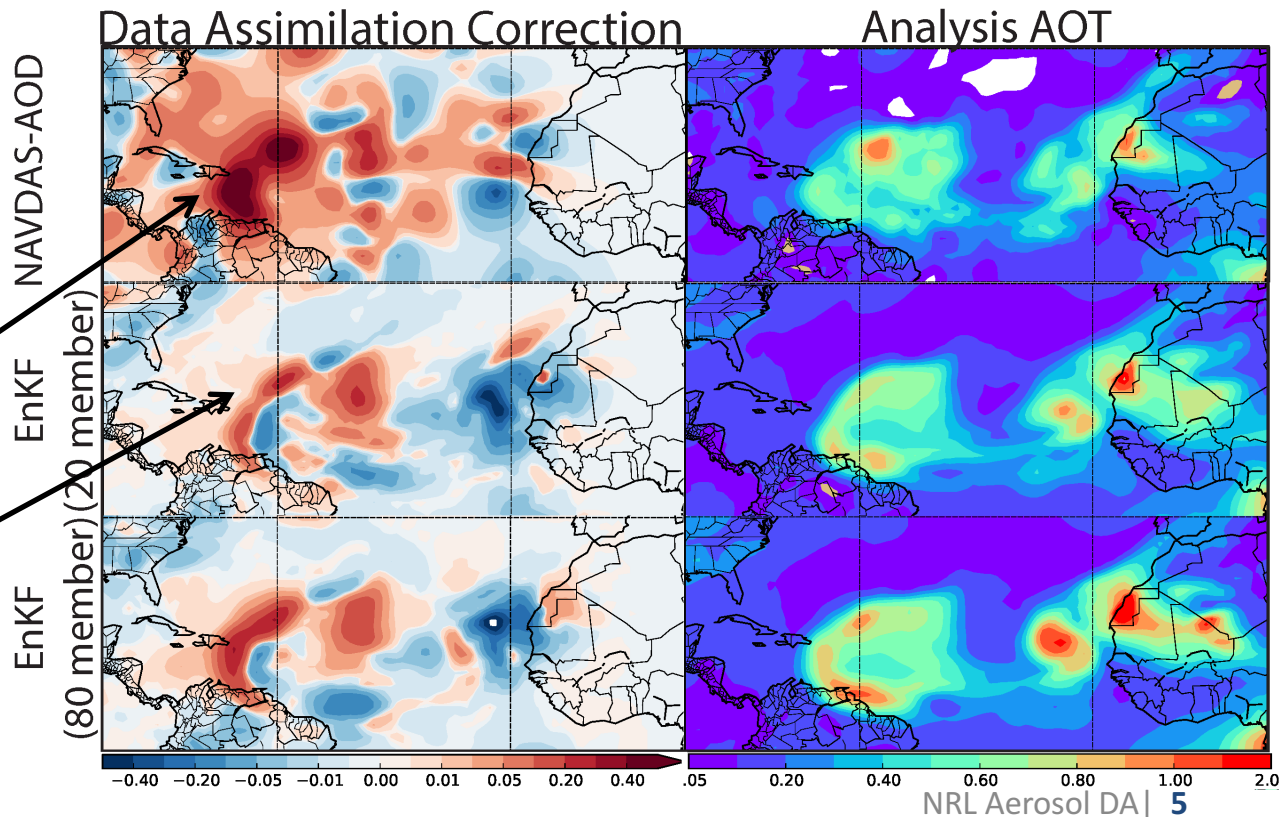 Data Assimilation Correction
Analysis AOT
NAVDAS-AOD
EnKF
(20 member)
EnKF
(80 member)
−0.40 −0.20 −0.05 −0.01 0.00 0.01 0.05 0.20 0.40
.05 0.20 0.40 0.60 0.80 1.00 2.0
NRL Aerosol DA| 5